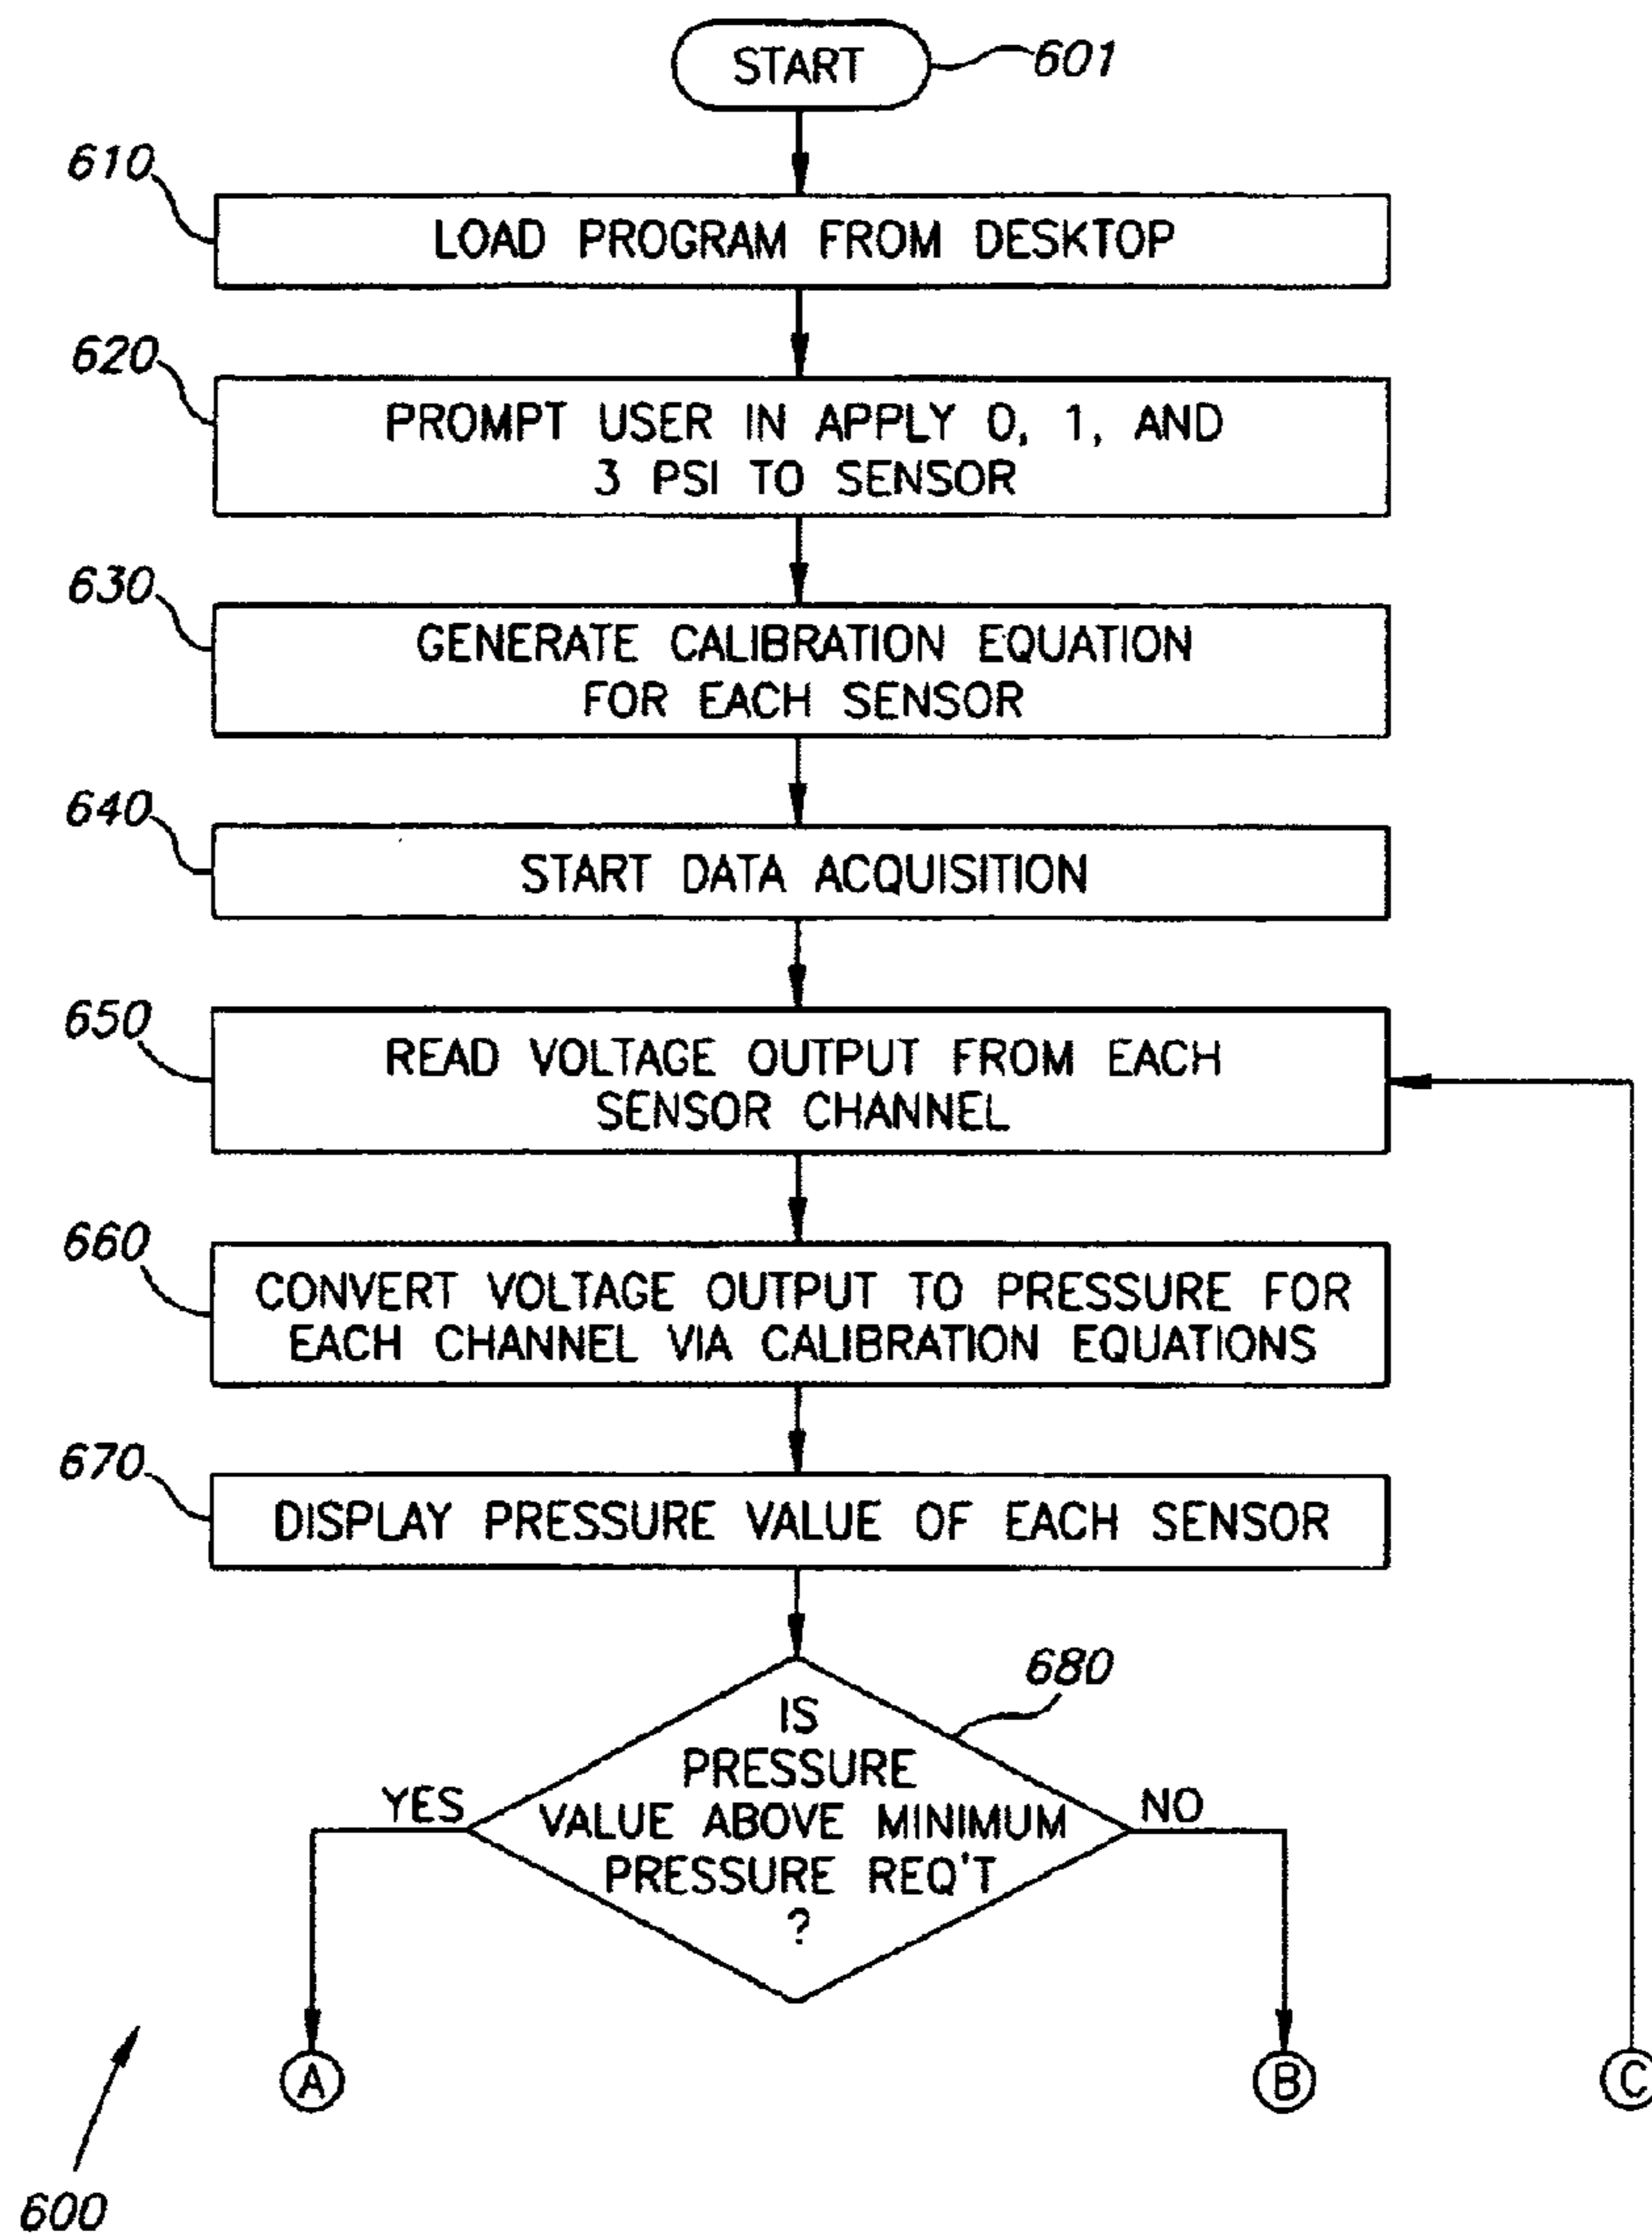 START
601
610
LOAD PROGRAM FROM DESKTOP
620
PROMPT USER IN APPLY 0, 1, AND
3 PSI TO SENSOR
630
GENERATE CALIBRATION EQUATION
FOR EACH SENSOR
640
START DATA ACQUISITION
650
READ VOLTAGE OUTPUT FROM EACH
SENSOR CHANNEL
660
CONVERT VOLTAGE OUTPUT TO PRESSURE FOR
EACH CHANNEL VIA CALIBRATION EQUATIONS
670
DISPLAY PRESSURE VALUE OF EACH SENSOR
680
IS
PRESSURE
VALUE ABOVE MINIMUM
PRESSURE REQ'T
?
YES
NO
A
B
C
600